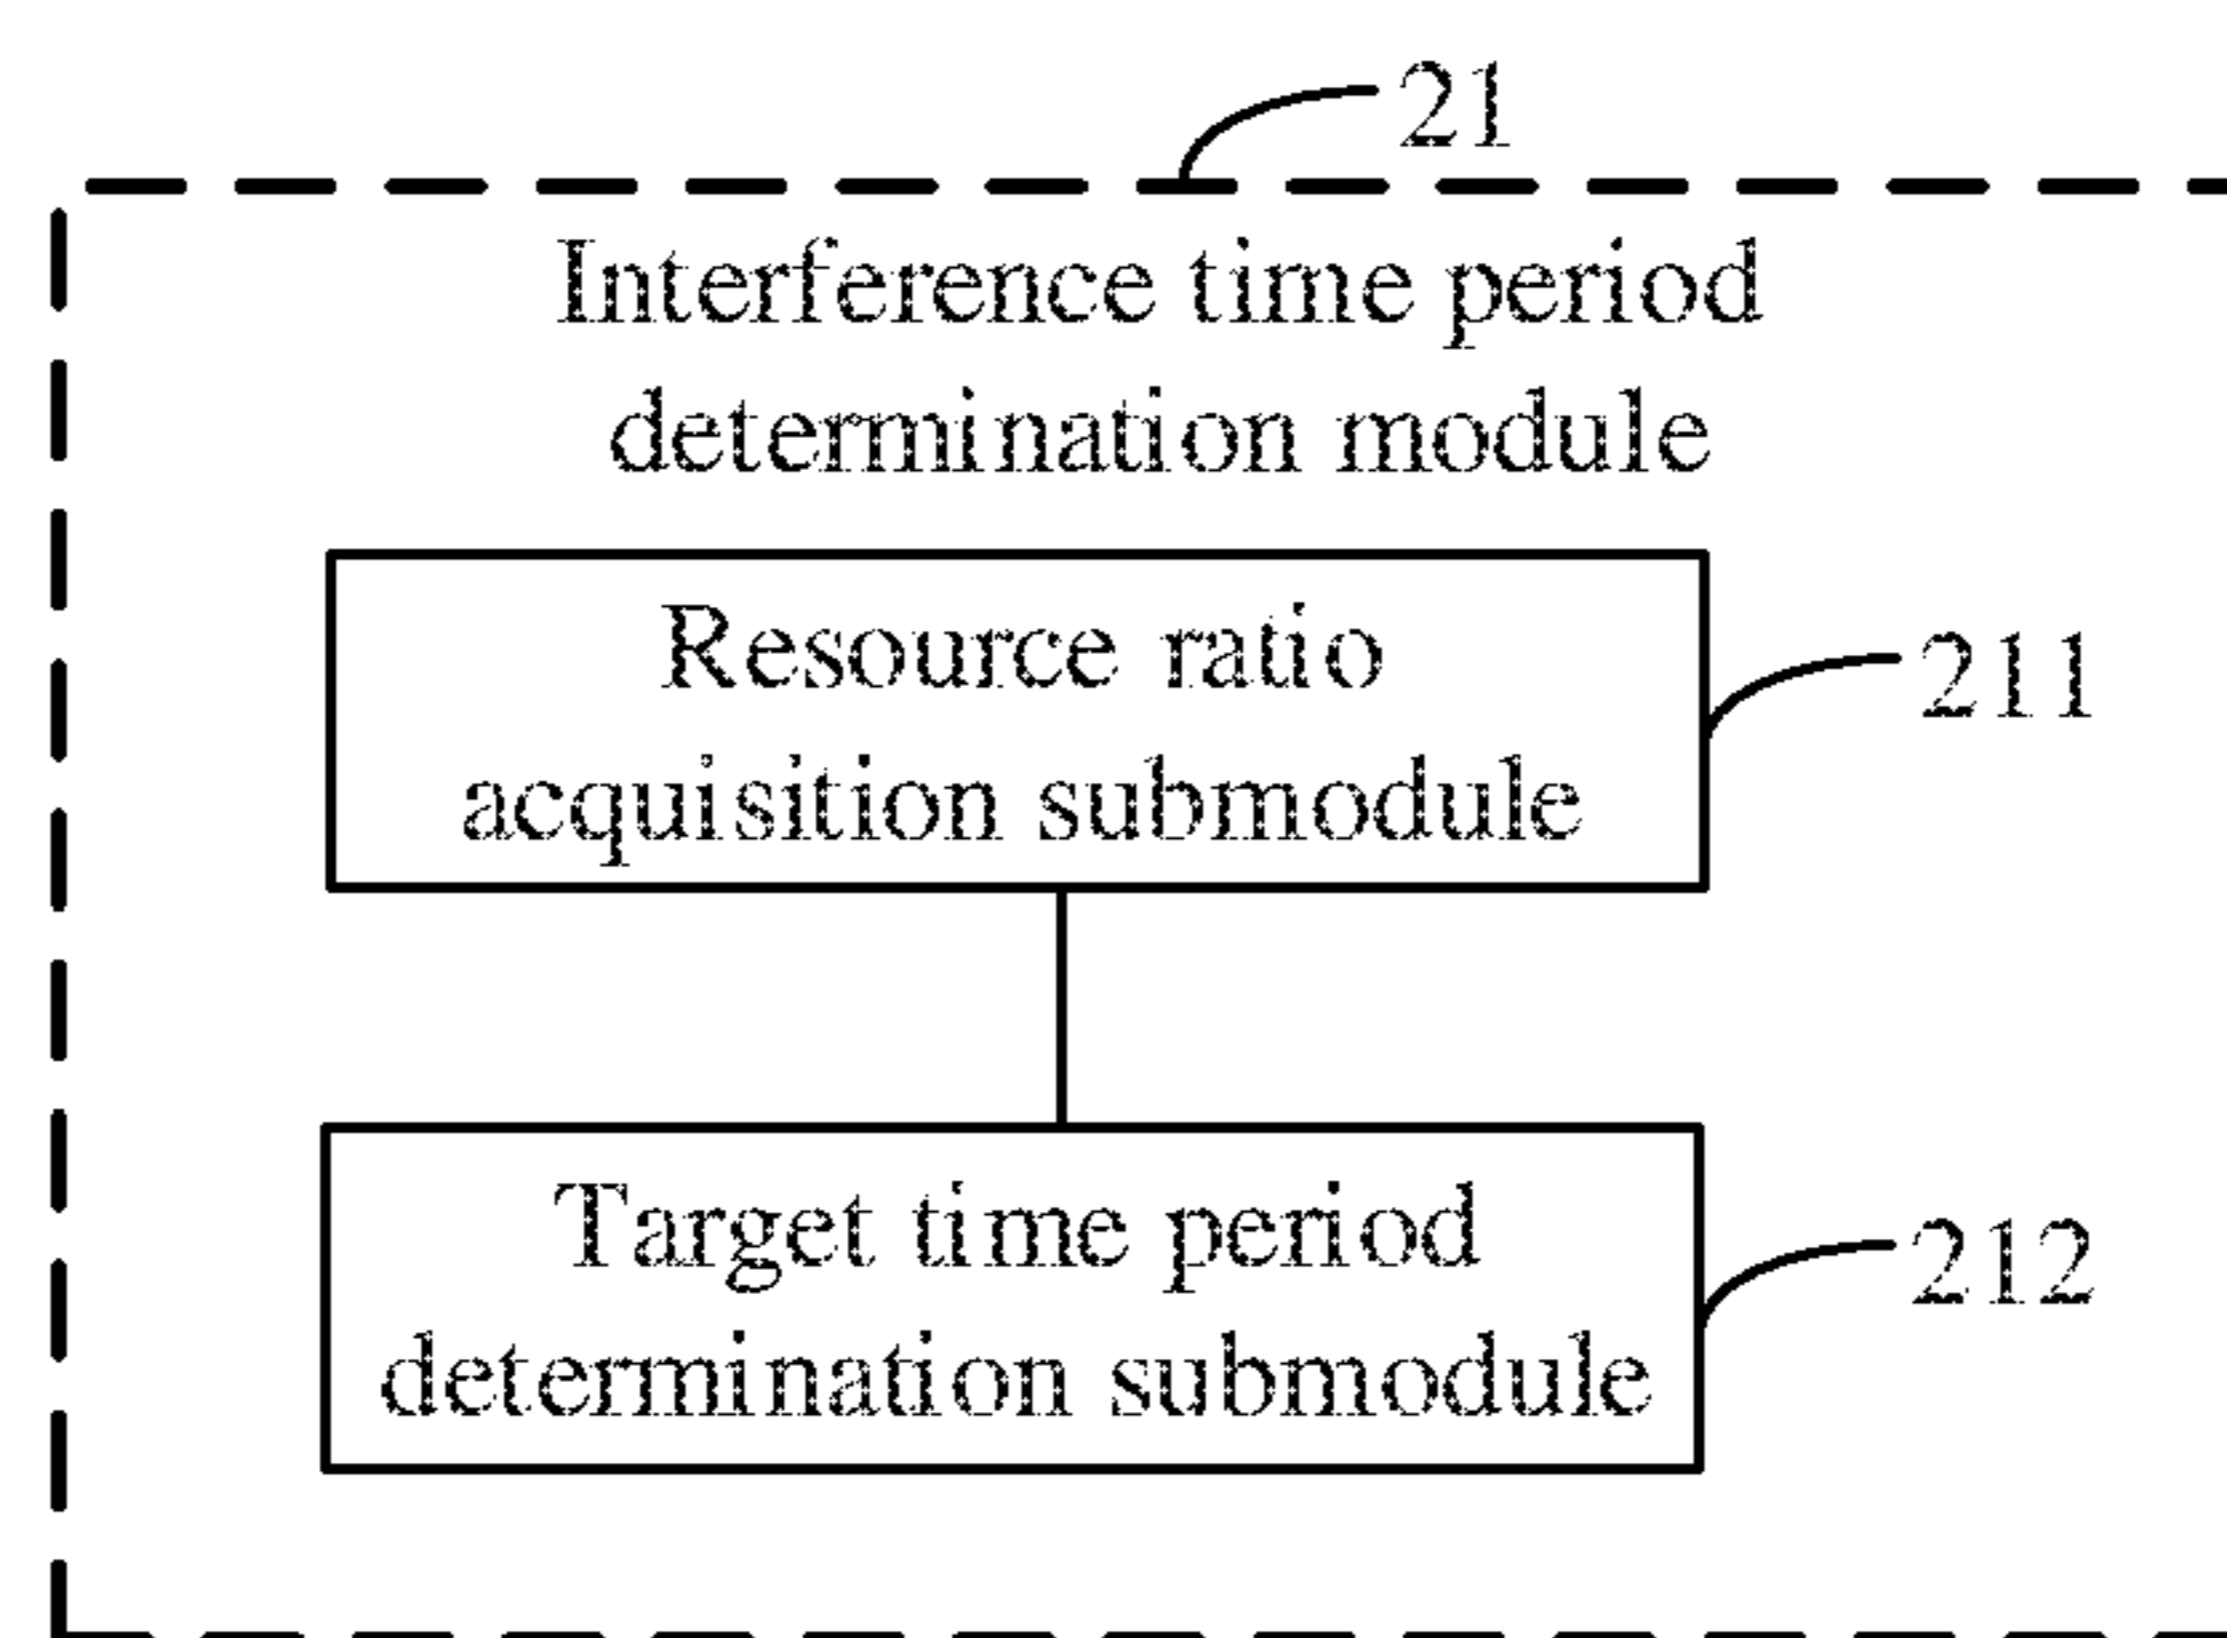 21
Interference time period
determination module
Resource ratio
acquisition submodule
211
Target time period
determination submodule
212